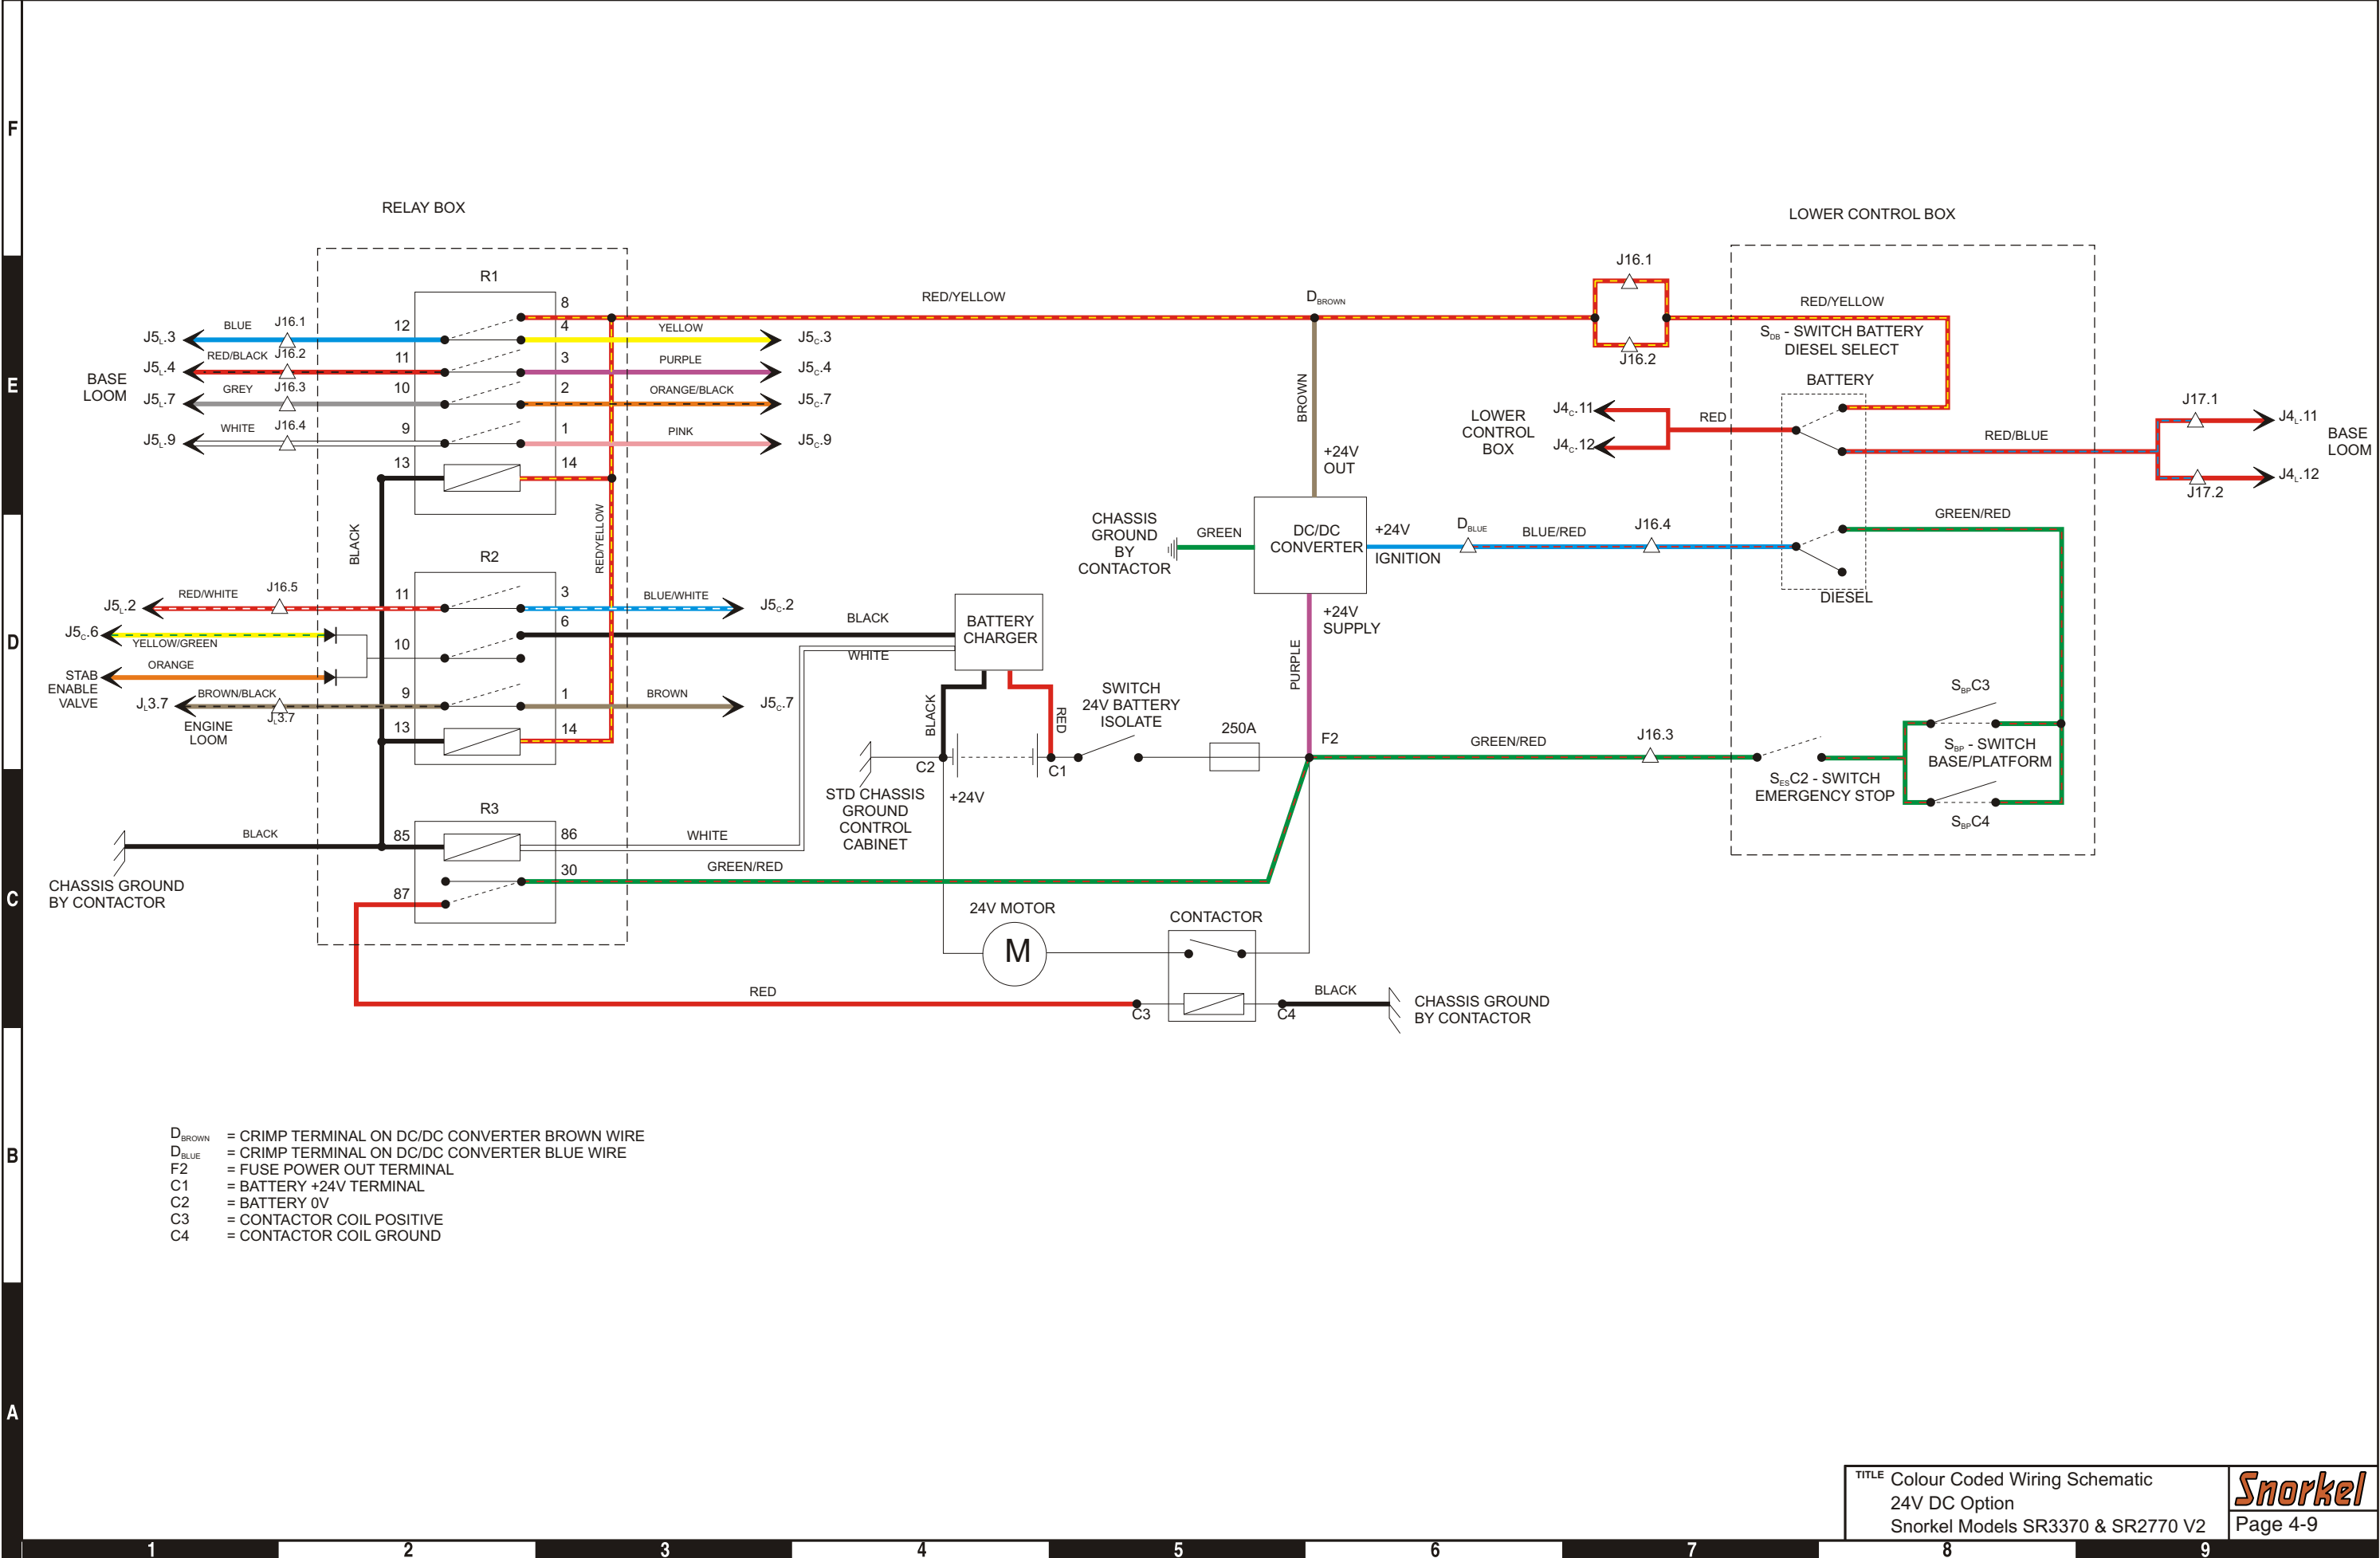 F
E
D
C
B
A
RELAY BOX
LOWER CONTROL BOX
R1
8
12
4
11
3
10
2
9
1
13
14
J5L.3
BLUE
J16.1
J5L.4
RED/BLACK
J16.2
J5L.7
GREY
J16.3
J5L.9
WHITE
J16.4
BASE
LOOM
YELLOW
J5C.3
PURPLE
J5C.4
ORANGE/BLACK
J5C.7
PINK
J5C.9
RED/YELLOW
DBROWN
J16.1
J16.2
RED/YELLOW
SDB - SWITCH BATTERY
DIESEL SELECT
BATTERY
BROWN
LOWER
CONTROL
BOX
J4C.11
J4C.12
RED
RED/BLUE
J17.1
J4L.11
J17.2
J4L.12
BASE
LOOM
+24V
OUT
BLACK
RED/YELLOW
CHASSIS
GROUND
BY
CONTACTOR
GREEN
DC/DC
CONVERTER
+24V
IGNITION
DBLUE
BLUE/RED
J16.4
GREEN/RED
DIESEL
R2
11
3
6
10
9
1
13
14
J5L.2
RED/WHITE
J16.5
J5C.6
YELLOW/GREEN
ORANGE
STAB
ENABLE
VALVE
JL3.7
BROWN/BLACK
JL3.7
ENGINE
LOOM
BLUE/WHITE
J5C.2
BROWN
J5C.7
BLACK
WHITE
BATTERY
CHARGER
+24V
SUPPLY
PURPLE
BLACK
RED
SWITCH
24V BATTERY
ISOLATE
250A
F2
C2
C1
+24V
STD CHASSIS
GROUND
CONTROL
CABINET
GREEN/RED
J16.3
SESC2 - SWITCH
EMERGENCY STOP
SBPC3
SBP - SWITCH
BASE/PLATFORM
SBPC4
R3
85
86
30
87
BLACK
CHASSIS GROUND
BY CONTACTOR
WHITE
GREEN/RED
24V MOTOR
M
CONTACTOR
RED
C3
C4
BLACK
CHASSIS GROUND
BY CONTACTOR
DBROWN = CRIMP TERMINAL ON DC/DC CONVERTER BROWN WIRE
DBLUE = CRIMP TERMINAL ON DC/DC CONVERTER BLUE WIRE
F2 = FUSE POWER OUT TERMINAL
C1 = BATTERY +24V TERMINAL
C2 = BATTERY 0V
C3 = CONTACTOR COIL POSITIVE
C4 = CONTACTOR COIL GROUND
TITLE Colour Coded Wiring Schematic
24V DC Option
Snorkel Models SR3370 & SR2770 V2
Snorkel
Page 4-9
1 2 3 4 5 6 7 8 9